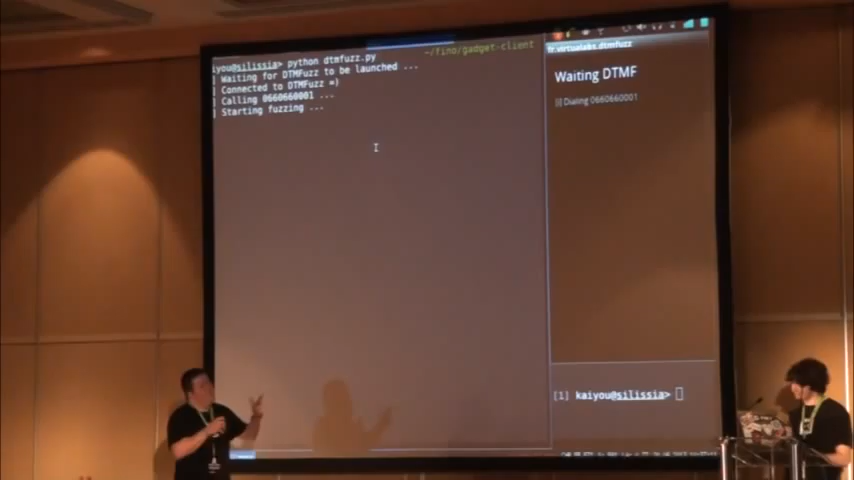 ~/fino/gadget-client
iyou@silissia> python dtmfuzz.py
] Waiting for DTMFuzz to be launched ...
] Connected to DTMFuzz =)
] Calling 0660660001 ...
] Starting fuzzing ...
fr.virtualabs.dtmfuzz
Waiting DTMF
Dialing 0660660001
[1] kaiyou@silissia>